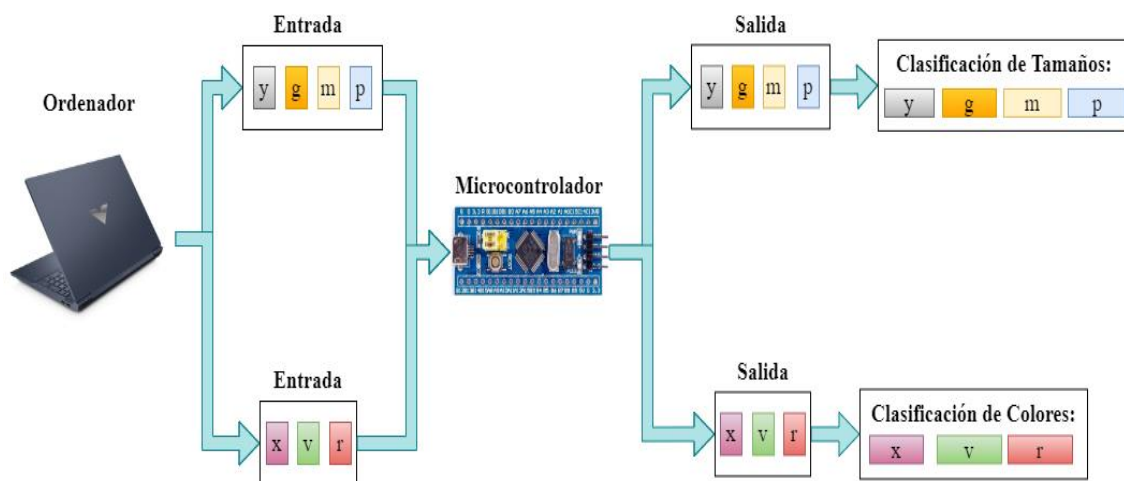 Entrada
y g m p
Ordenador
Salida
y g m p
Clasificación de Tamaños:
y g m p
Microcontrolador
Entrada
x v r
Salida
x v r
Clasificación de Colores:
x v r